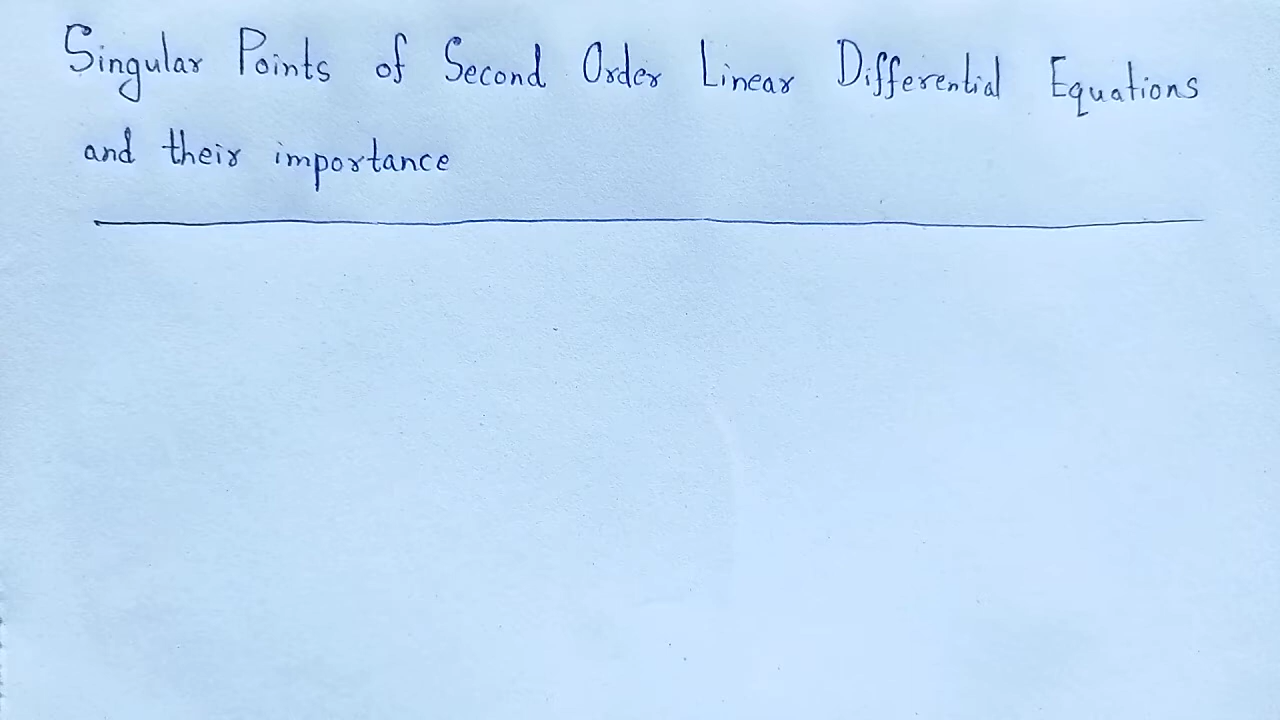 Singular Points of Second Order Linear Differential Equations
and their importance